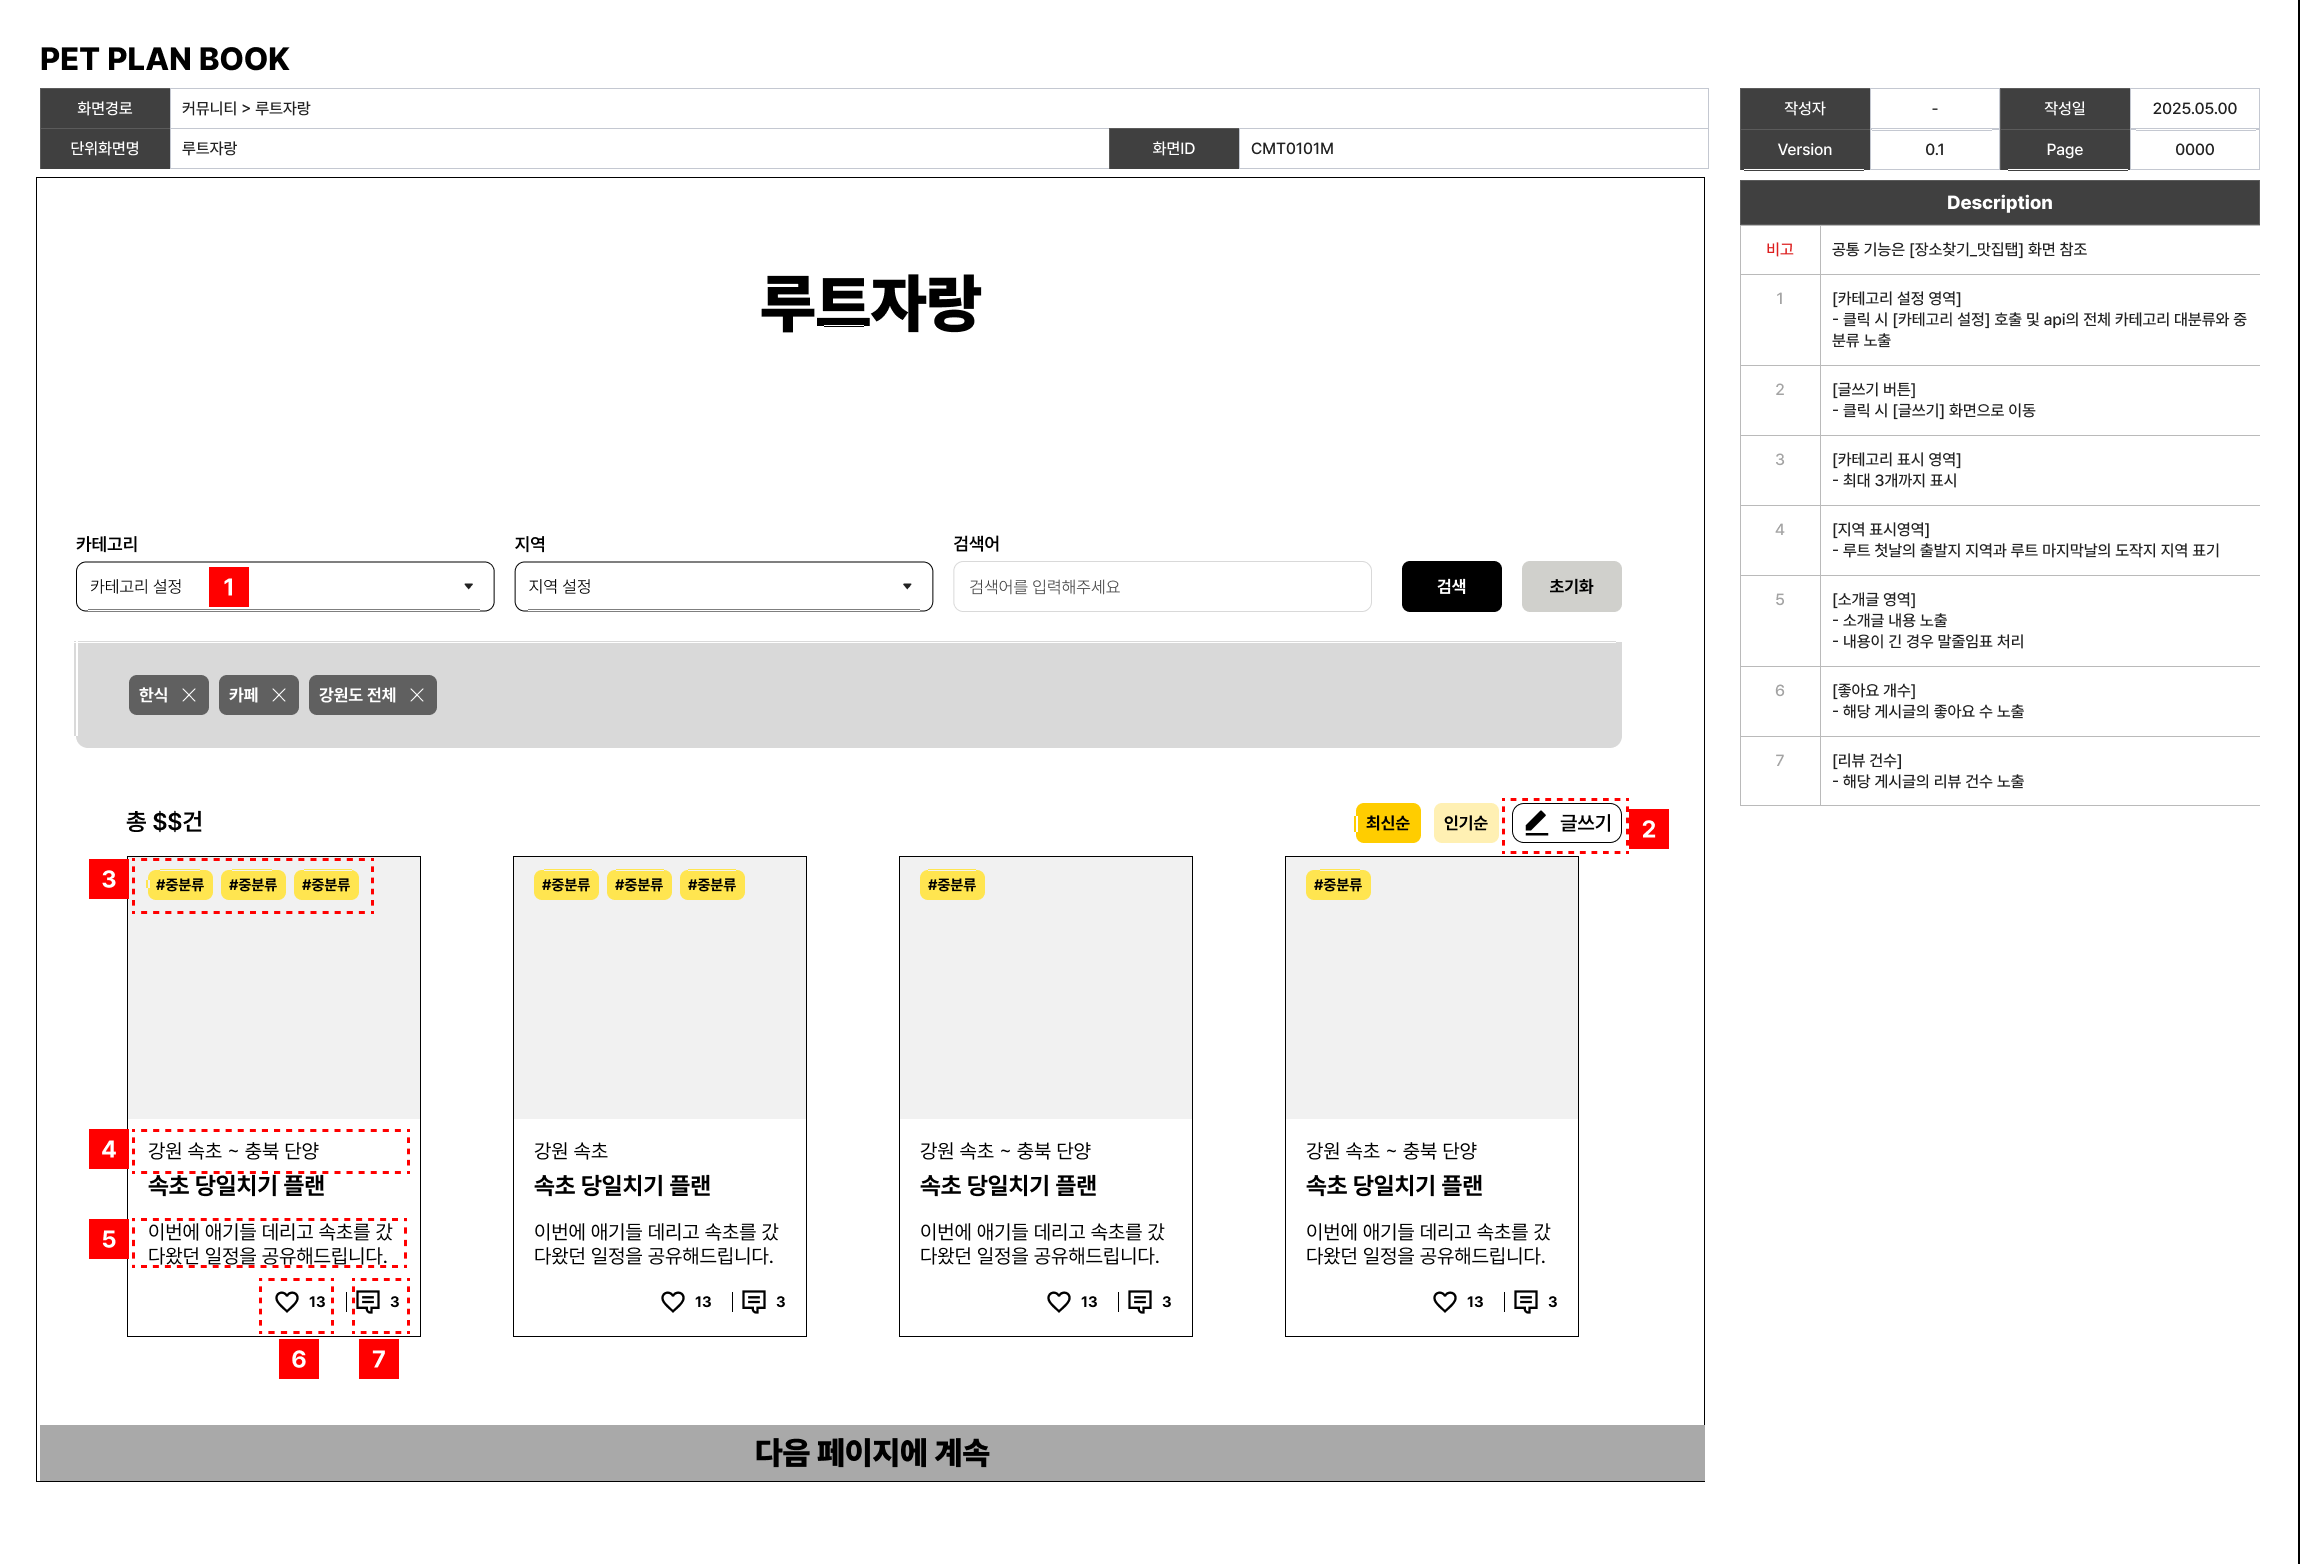 PET PLAN BOOK
화면경로 커뮤니티 > 루트자랑
단위화면명 루트자랑 화면ID CMT0101M
작성자 - 작성일 2025.05.00
Version 0.1 Page 0000
루트자랑
카테고리 지역 검색어
카테고리 설정 1 지역 설정 검색어를 입력해주세요 검색 초기화
한식 카페 강원도 전체
총 $$건 최신순 인기순 글쓰기 2
3 #중분류 #중분류 #중분류
#중분류 #중분류 #중분류
#중분류
#중분류
4 강원 속초 ~ 충북 단양
속초 당일치기 플랜
5 이번에 애기들 데리고 속초를 갔
다왔던 일정을 공유해드립니다.
13 3
6 7
강원 속초
속초 당일치기 플랜
이번에 애기들 데리고 속초를 갔
다왔던 일정을 공유해드립니다.
13 3
강원 속초 ~ 충북 단양
속초 당일치기 플랜
이번에 애기들 데리고 속초를 갔
다왔던 일정을 공유해드립니다.
13 3
강원 속초 ~ 충북 단양
속초 당일치기 플랜
이번에 애기들 데리고 속초를 갔
다왔던 일정을 공유해드립니다.
13 3
다음 페이지에 계속
Description
비고 공통 기능은 [장소찾기_맛집탭] 화면 참조
1 [카테고리 설정 영역]
- 클릭 시 [카테고리 설정] 호출 및 api의 전체 카테고리 대분류와 중
분류 노출
2 [글쓰기 버튼]
- 클릭 시 [글쓰기] 화면으로 이동
3 [카테고리 표시 영역]
- 최대 3개까지 표시
4 [지역 표시영역]
- 루트 첫날의 출발지 지역과 루트 마지막날의 도작지 지역 표기
5 [소개글 영역]
- 소개글 내용 노출
- 내용이 긴 경우 말줄임표 처리
6 [좋아요 개수]
- 해당 게시글의 좋아요 수 노출
7 [리뷰 건수]
- 해당 게시글의 리뷰 건수 노출